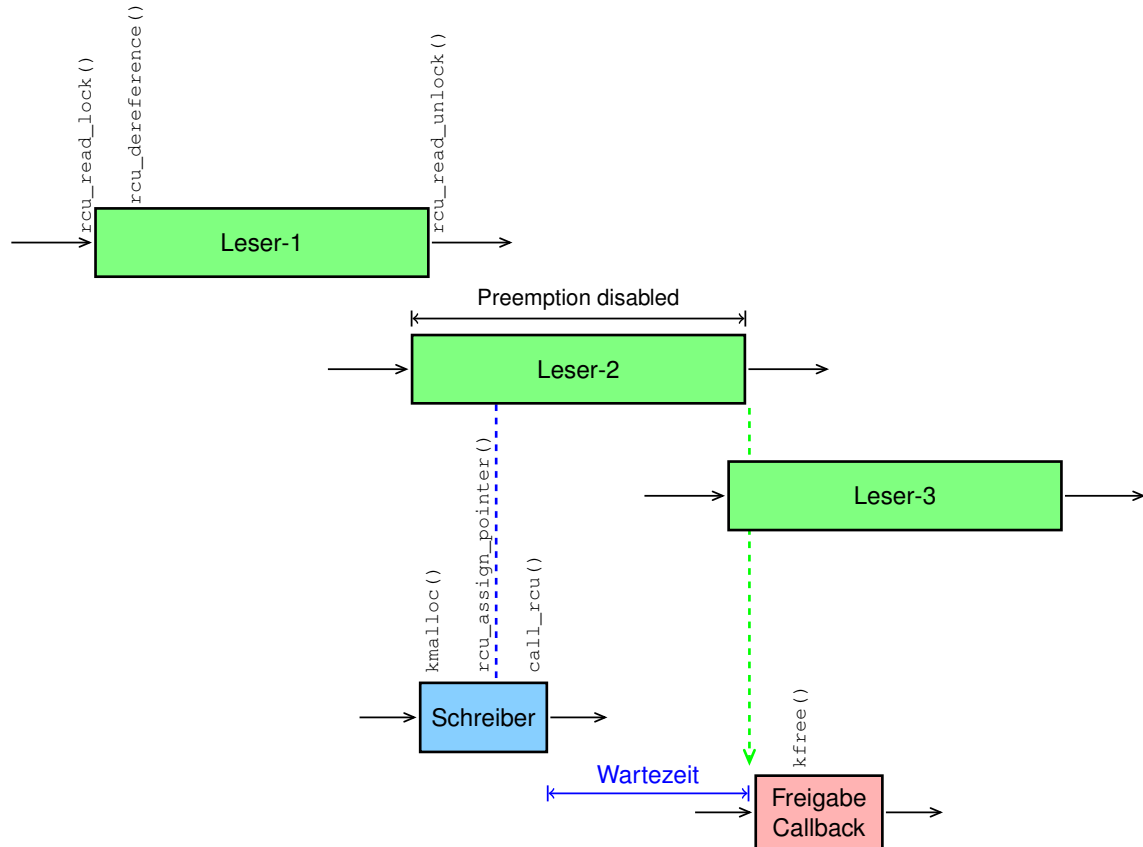 rcu_read_lock()
rcu_dereference()
rcu_read_unlock()
Leser-1
Preemption disabled
Leser-2
Leser-3
kmalloc()
rcu_assign_pointer()
call_rcu()
Schreiber
kfree()
Wartezeit
Freigabe
Callback